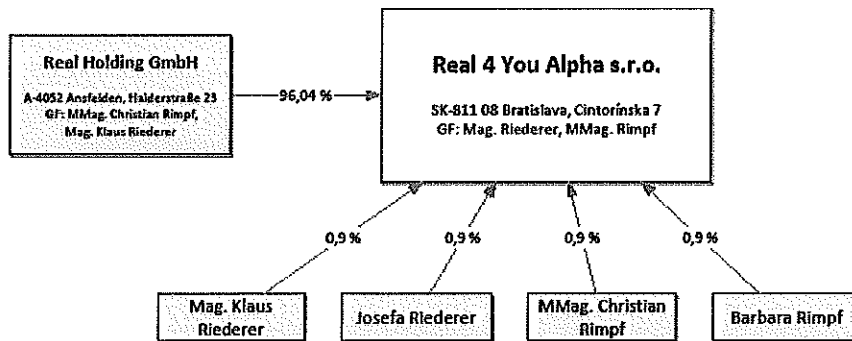 Real Holding GmbH
A-4052 Ansfelden, Haiderstraße 23
GF: MMag. Christian Rimpf,
Mag. Klaus Riederer
96,04 %
Real 4 You Alpha s.r.o.
SK-811 08 Bratislava, Cintorínska 7
GF: Mag. Riederer, MMag. Rimpf
0,9 %
0,9 %
0,9 %
0,9 %
Mag. Klaus
Riederer
Josefa Riederer
MMag. Christian
Rimpf
Barbara Rimpf